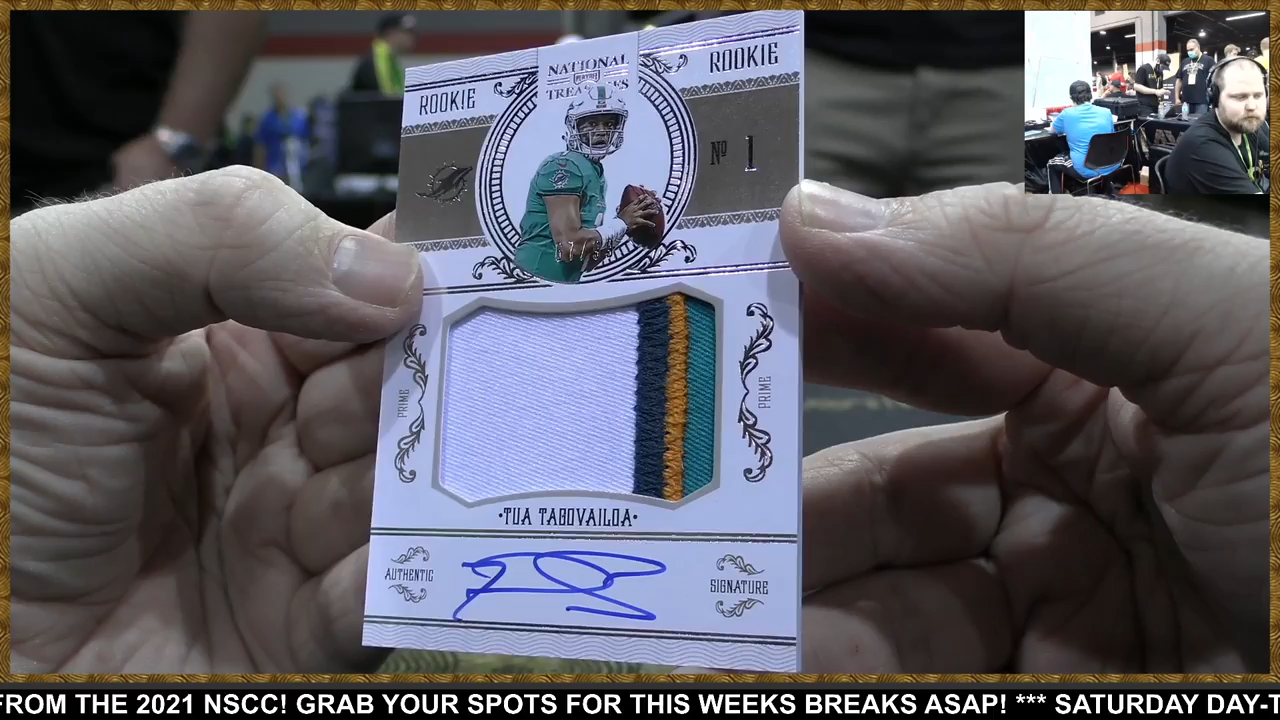 ROOKIE
NATIONAL
PLAYOFF
TREASURES
ROOKIE
Nº 1
PRIME
PRIME
•TUA TAGOVAILOA•
AUTHENTIC
SIGNATURE
FROM THE 2021 NSCC! GRAB YOUR SPOTS FOR THIS WEEKS BREAKS ASAP! *** SATURDAY DAY-T